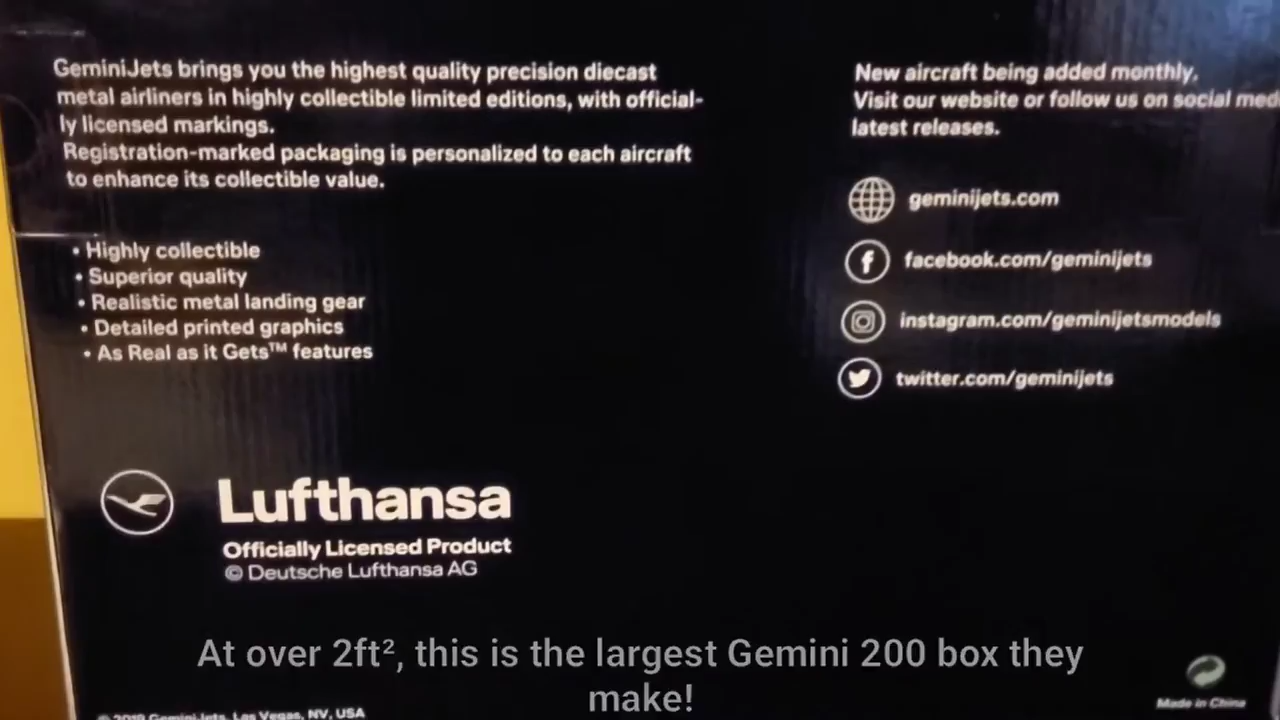 GeminiJets brings you the highest quality precision diecast
metal airliners in highly collectible limited editions, with official-
ly licensed markings.
Registration-marked packaging is personalized to each aircraft
to enhance its collectible value.
• Highly collectible
• Superior quality
• Realistic metal landing gear
• Detailed printed graphics
• As Real as it Gets™ features
New aircraft being added monthly.
Visit our website or follow us on social med
latest releases.
geminijets.com
facebook.com/geminijets
instagram.com/geminijetsmodels
twitter.com/geminijets
Lufthansa
Officially Licensed Product
© Deutsche Lufthansa AG
At over 2ft², this is the largest Gemini 200 box they
make!
© 2019 GeminiJets, Las Vegas, NV, USA
Made in China